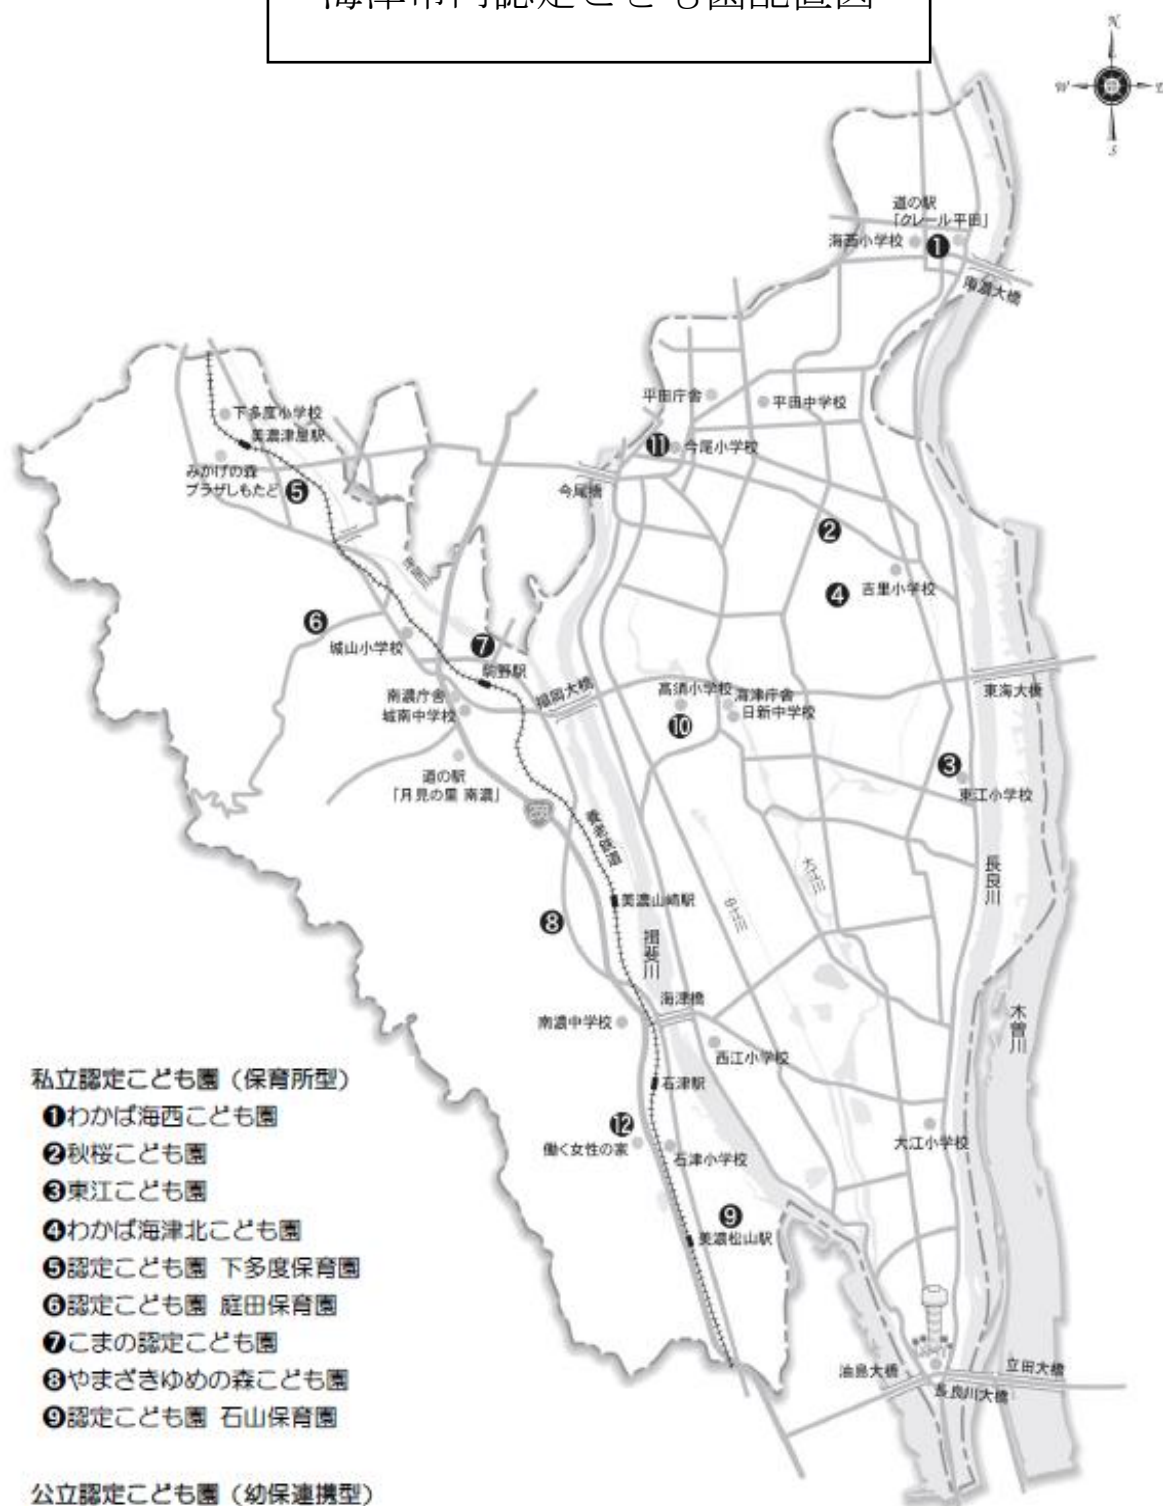 海津市内認定こども園配置図
N
W
E
S
道の駅
「クレール平田」
海西小学校
❶
南濃大橋
平田庁舎
平田中学校
⓫
今尾小学校
今尾橋
下多度小学校
美濃津屋駅
みかげの森
プラザしもたど
❺
❷
❹
吉里小学校
❻
城山小学校
❼
駒野駅
南濃庁舎
城南中学校
福岡大橋
高須小学校
海津庁舎
日新中学校
❿
東海大橋
❸
東江小学校
道の駅
「月見の里 南濃」
258
養老鉄道
大江川
長良川
美濃山崎駅
❽
揖斐川
海津橋
南濃中学校
西江小学校
木曽川
石津駅
⓬
働く女性の家
石津小学校
大江小学校
❾
美濃松山駅
油島大橋
長良川大橋
立田大橋
私立認定こども園（保育所型）
❶わかば海西こども園
❷秋桜こども園
❸東江こども園
❹わかば海津北こども園
❺認定こども園 下多度保育園
❻認定こども園 庭田保育園
❼こまの認定こども園
❽やまざきゆめの森こども園
❾認定こども園 石山保育園
公立認定こども園（幼保連携型）